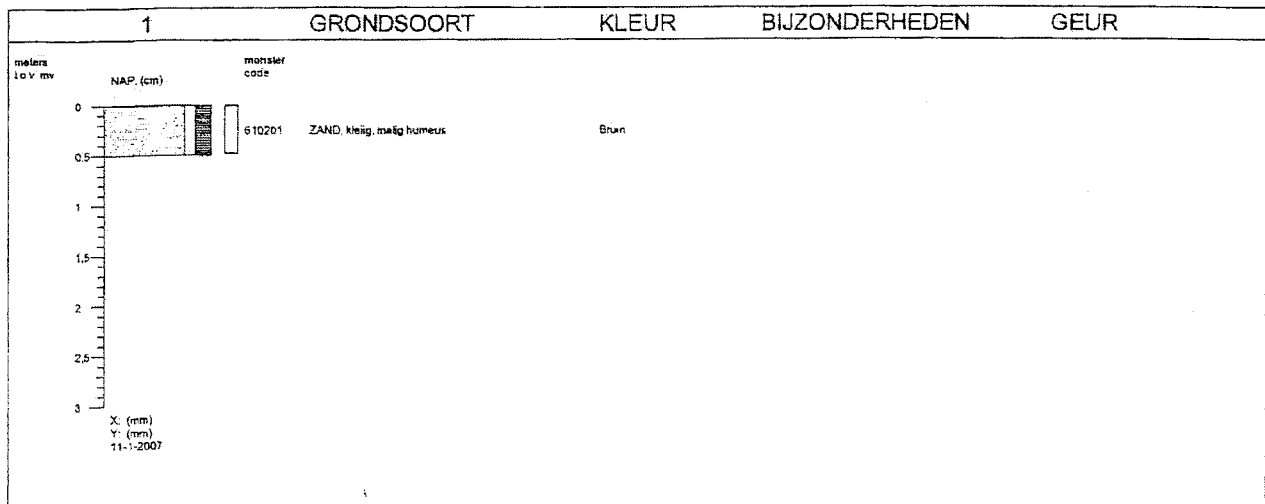 1 GRONDSOORT KLEUR BIJZONDERHEDEN GEUR
meters
t.o.v. mv
NAP. (cm)
monster
code
0
610201 ZAND, kleiig, matig humeus Bruin
0,5
1
1,5
2
2,5
3
X: (mm)
Y: (mm)
11-1-2007